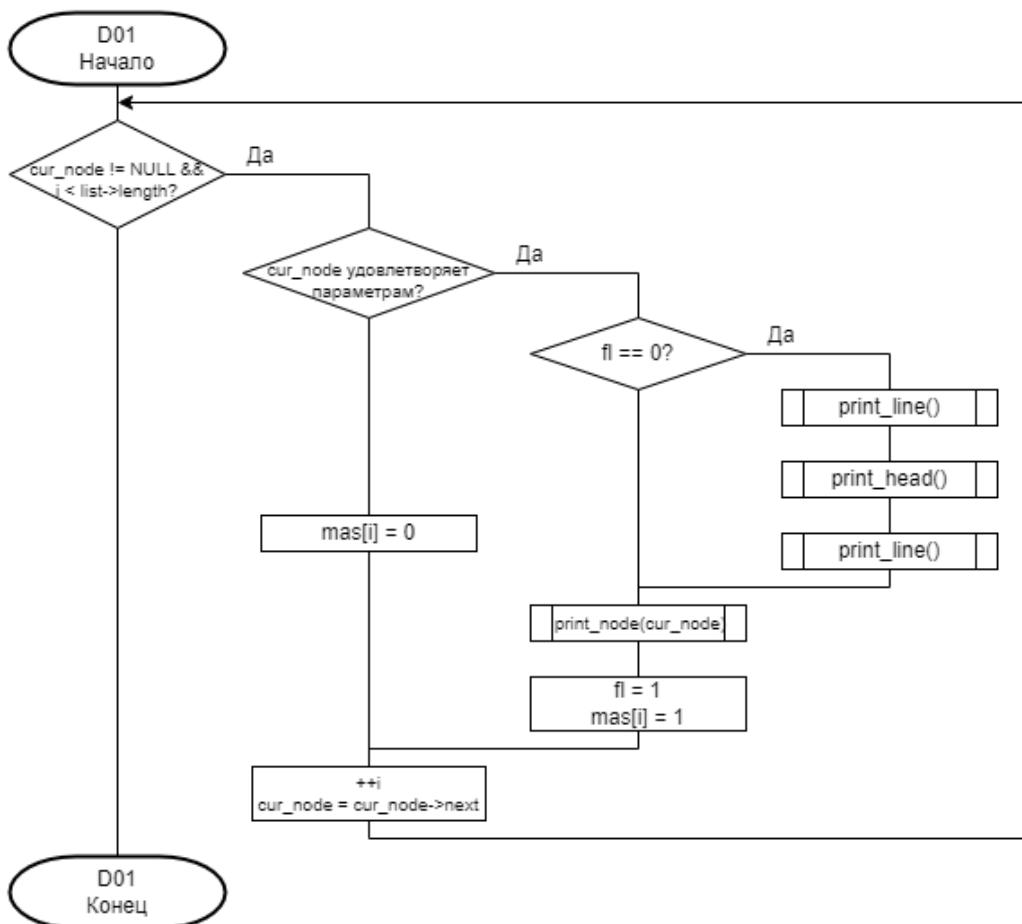 D01
Начало
cur_node != NULL &&
i < list->length?
Да
cur_node удовлетворяет
параметрам?
Да
fl == 0?
Да
print_line()
print_head()
print_line()
mas[i] = 0
print_node(cur_node)
fl = 1
mas[i] = 1
++i
cur_node = cur_node->next
D01
Конец